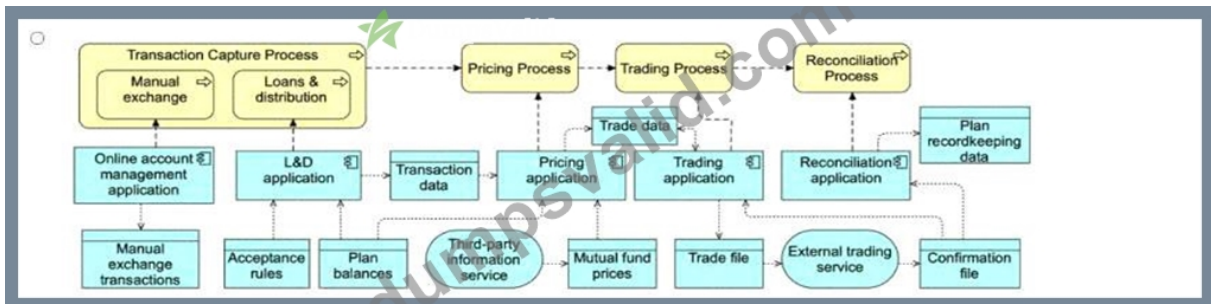 Transaction Capture Process
Manual
exchange
Loans &
distribution
Pricing Process
Trading Process
Reconciliation
Process
Trade data
Plan
recordkeeping
data
Online account
management
application
L&D
application
Transaction
data
Pricing
application
Trading
application
Reconciliation
application
Manual
exchange
transactions
Acceptance
rules
Plan
balances
Third-party
information
service
Mutual fund
prices
Trade file
External trading
service
Confirmation
file
dumpsvalid.com